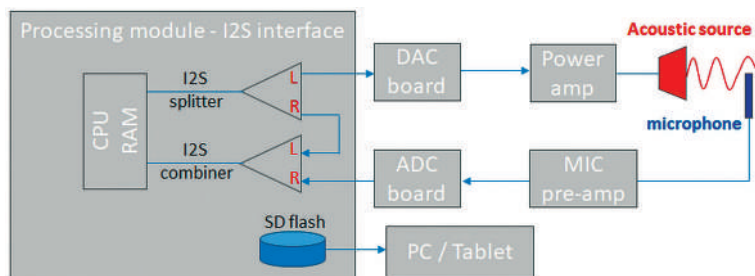 Processing module - I2S interface
I2S
splitter
L
R
CPU
RAM
I2S
combiner
L
R
SD flash
DAC
board
Power
amp
Acoustic source
microphone
ADC
board
MIC
pre-amp
PC / Tablet